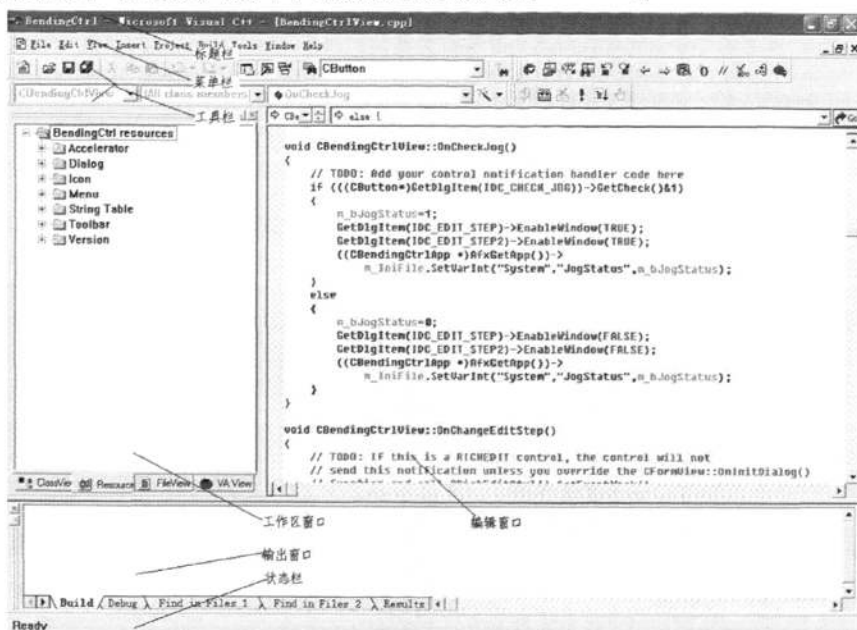 BendingCtrl - Microsoft Visual C++ - [BendingCtrlView.cpp]
File Edit View Insert Project Build Tools Window Help
标题栏
菜单栏
工具栏
CButton
CBendingCtrlView
(All class members)
OnCheckJog
else {
Go
BendingCtrl resources
Accelerator
Dialog
Icon
Menu
String Table
Toolbar
Version
void CBendingCtrlView::OnCheckJog()
{
// TODO: Add your control notification handler code here
if (((CButton*)GetDlgItem(IDC_CHECK_JOG))->GetCheck()&1)
{
m_bJogStatus=1;
GetDlgItem(IDC_EDIT_STEP)->EnableWindow(TRUE);
GetDlgItem(IDC_EDIT_STEP2)->EnableWindow(TRUE);
((CBendingCtrlApp *)AfxGetApp())->
m_IniFile.SetVarInt("System","JogStatus",m_bJogStatus);
}
else
{
m_bJogStatus=0;
GetDlgItem(IDC_EDIT_STEP)->EnableWindow(FALSE);
GetDlgItem(IDC_EDIT_STEP2)->EnableWindow(FALSE);
((CBendingCtrlApp *)AfxGetApp())->
m_IniFile.SetVarInt("System","JogStatus",m_bJogStatus);
}
}
void CBendingCtrlView::OnChangeEditStep()
{
// TODO: If this is a RICHEDIT control, the control will not
// send this notification unless you override the CFormView::OnInitDialog()
ClassView Resource FileView VA View
工作区窗口
编辑窗口
输出窗口
状态栏
Build Debug Find in Files 1 Find in Files 2 Results
Ready